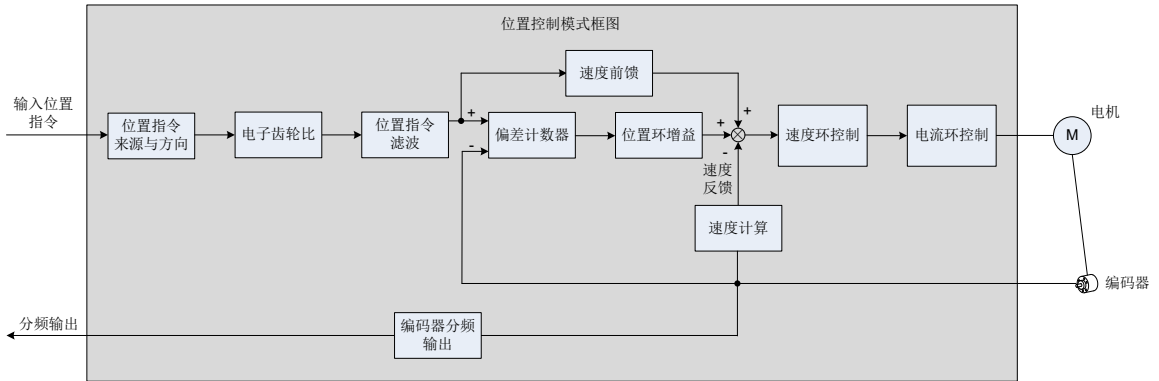 位置控制模式框图
速度前馈
输入位置
指令
位置指令
来源与方向
电子齿轮比
位置指令
滤波
+
-
偏差计数器
位置环增益
+
+
-
速度
反馈
速度环控制
电流环控制
电机
M
速度计算
编码器
分频输出
编码器分频
输出